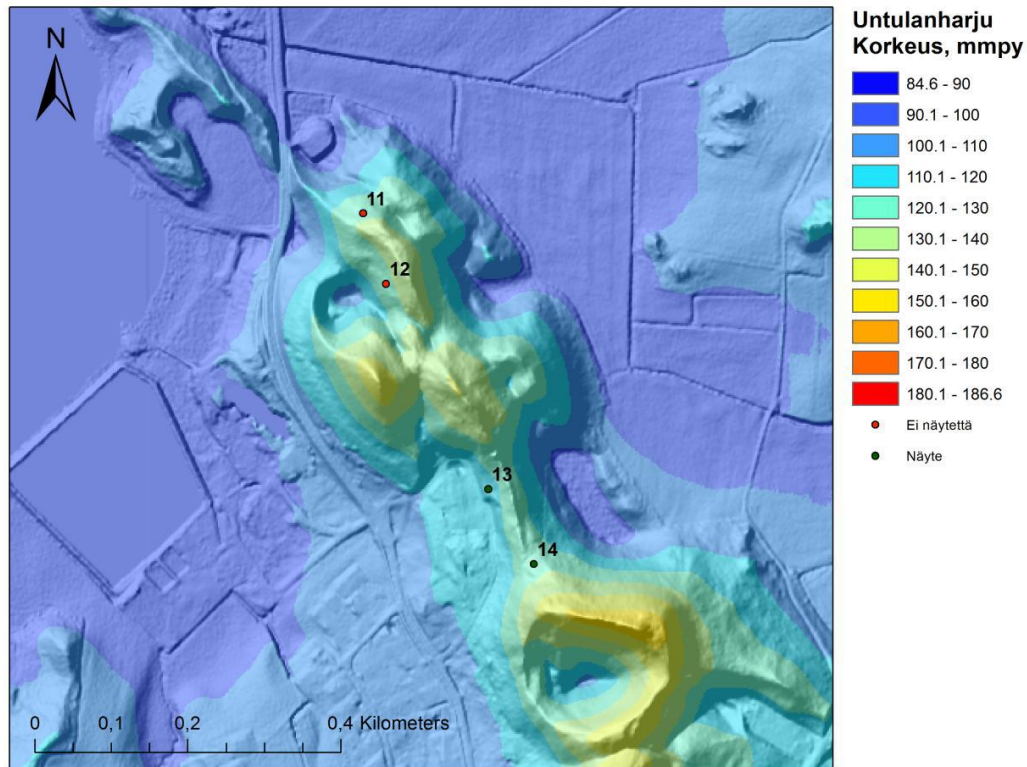 N
11
12
13
14
0 0,1 0,2 0,4 Kilometers
Untulanharju
Korkeus, mmpy
84.6 - 90
90.1 - 100
100.1 - 110
110.1 - 120
120.1 - 130
130.1 - 140
140.1 - 150
150.1 - 160
160.1 - 170
170.1 - 180
180.1 - 186.6
Ei näytettä
Näyte